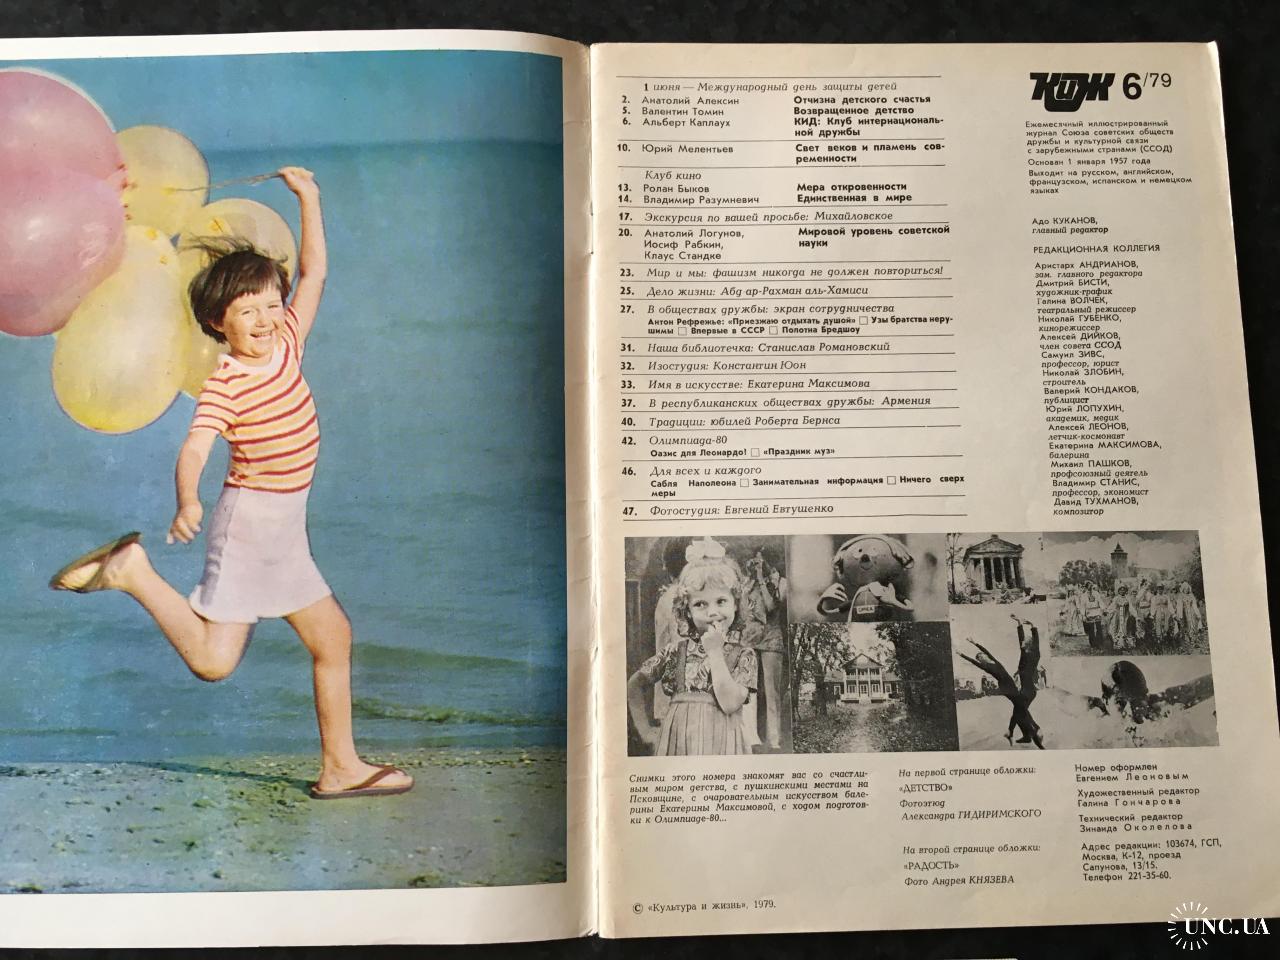 1 июня — Международный день защиты детей
2. Анатолий Алексин Отчизна детского счастья
5. Валентин Томин Возвращенное детство
6. Альберт Каплаух КИД: Клуб интернациональ-
ной дружбы
10. Юрий Мелентьев Свет веков и пламень сов-
ременности
Клуб кино
13. Ролан Быков Мера откровенности
14. Владимир Разумневич Единственная в мире
17. Экскурсия по вашей просьбе: Михайловское
20. Анатолий Логунов, Мировой уровень советской
Иосиф Рабкин, науки
Клаус Стандке
23. Мир и мы: фашизм никогда не должен повториться!
25. Дело жизни: Абд-ар-Рахман аль-Хамиси
27. В обществах дружбы: экран сотрудничества
Антон Рефрежье: «Приезжаю отдыхать душой» □ Узы братства неру-
шимы □ Впервые в СССР □ Полотна Бредшоу
31. Наша библиотечка: Станислав Романовский
32. Изостудия: Константин Юон
33. Имя в искусстве: Екатерина Максимова
37. В республиканских обществах дружбы: Армения
40. Традиции: юбилей Роберта Бернса
42. Олимпиада-80
Оазис для Леонардо! □ «Праздник муз»
46. Для всех и каждого
Сабля Наполеона □ Занимательная информация □ Ничего сверх
меры
47. Фотостудия: Евгений Евтушенко
КиЖ 6/79
Ежемесячный иллюстрированный
журнал Союза советских обществ
дружбы и культурной связи
с зарубежными странами (ССОД)
Основан 1 января 1957 года
Выходит на русском, английском,
французском, испанском и немецком
языках
Адо КУКАНОВ,
главный редактор
РЕДАКЦИОННАЯ КОЛЛЕГИЯ
Аристарх АНДРИАНОВ,
зам. главного редактора
Дмитрий БИСТИ,
художник-график
Галина ВОЛЧЕК,
театральный режиссер
Николай ГУБЕНКО,
кинорежиссер
Алексей ДИЙКОВ,
член совета ССОД
Самуил ЗИВС,
профессор, юрист
Николай ЗЛОБИН,
строитель
Валерий КОНДАКОВ,
публицист
Юрий ЛОПУХИН,
академик, медик
Алексей ЛЕОНОВ,
летчик-космонавт
Екатерина МАКСИМОВА,
балерина
Михаил ПАШКОВ,
профсоюзный деятель
Владимир СТАНИС,
профессор, экономист
Давид ТУХМАНОВ,
композитор
Снимки этого номера знакомят вас со счастли-
вым миром детства, с пушкинскими местами на
Псковщине, с очаровательным искусством бале-
рины Екатерины Максимовой, с ходом подготов-
ки к Олимпиаде-80...
© «Культура и жизнь», 1979.
На первой странице обложки:
«ДЕТСТВО»
Фотоэтюд
Александра ГИДИРИМСКОГО
На второй странице обложки:
«РАДОСТЬ»
Фото Андрея КНЯЗЕВА
Номер оформлен
Евгением Леоновым
Художественный редактор
Галина Гончарова
Технический редактор
Зинаида Околелова
Адрес редакции: 103674, ГСП,
Москва, К-12, проезд
Сапунова, 13/15.
Телефон 221-35-60.
UNC.UA